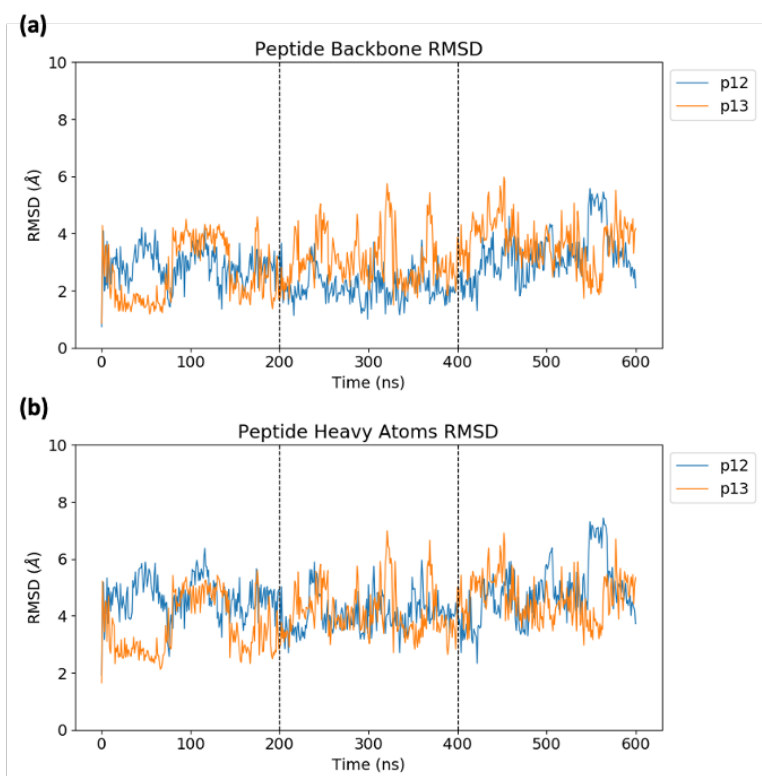 (a)
Peptide Backbone RMSD
10
8
6
4
2
0
RMSD (Å)
0 100 200 300 400 500 600
Time (ns)
p12
p13
(b)
Peptide Heavy Atoms RMSD
10
8
6
4
2
0
RMSD (Å)
0 100 200 300 400 500 600
Time (ns)
p12
p13